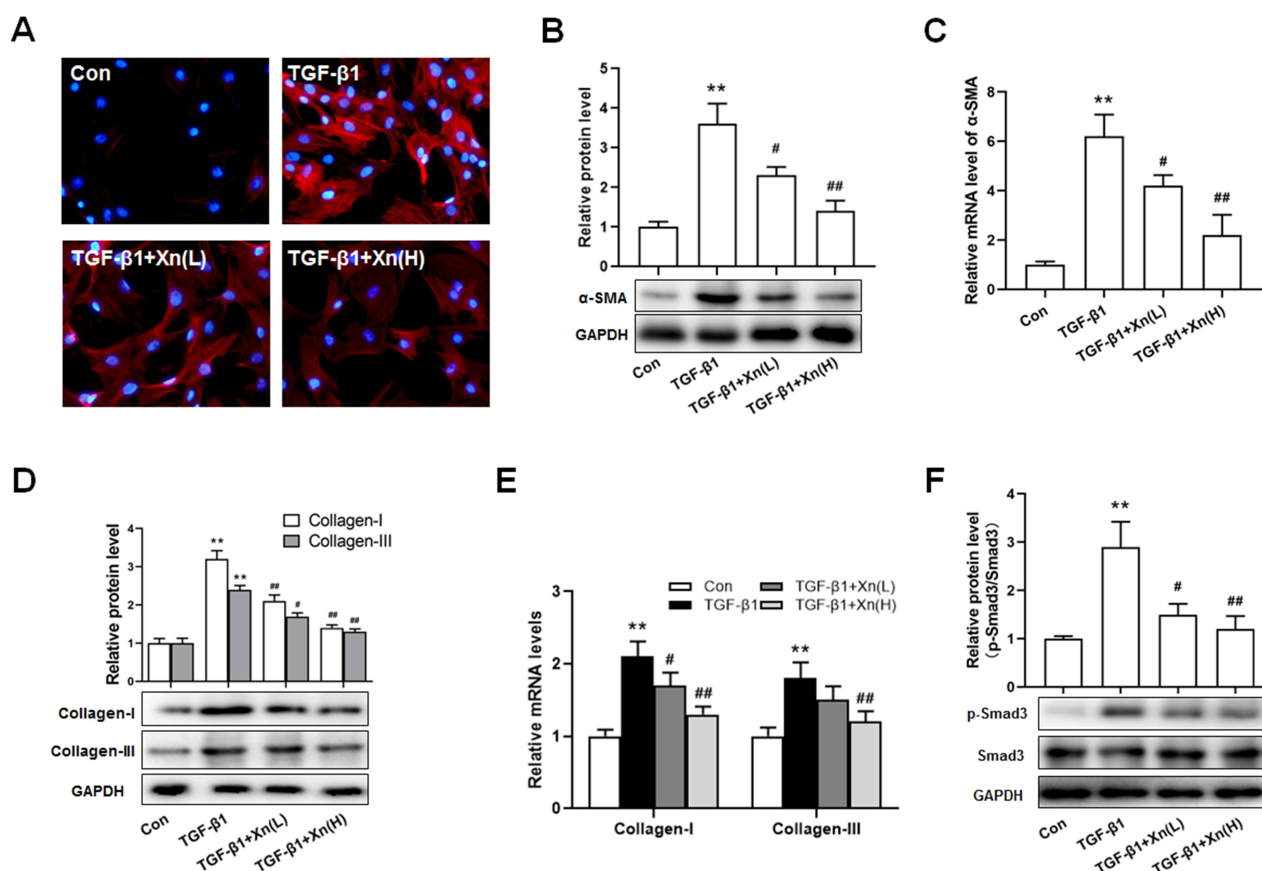 A
Con
TGF-β1
TGF-β1+Xn(L)
TGF-β1+Xn(H)
B
Relative protein level
5
4
3
2
1
0
**
#
##
α-SMA
GAPDH
Con
TGF-β1
TGF-β1+Xn(L)
TGF-β1+Xn(H)
C
Relative mRNA level of α-SMA
8
6
4
2
0
**
#
##
Con
TGF-β1
TGF-β1+Xn(L)
TGF-β1+Xn(H)
D
Collagen-I
Collagen-III
Relative protein level
4
3
2
1
0
**
**
##
#
##
##
Collagen-I
Collagen-III
GAPDH
Con
TGF-β1
TGF-β1+Xn(L)
TGF-β1+Xn(H)
E
Con
TGF-β1+Xn(L)
TGF-β1
TGF-β1+Xn(H)
Relative mRNA levels
3
2
1
0
**
#
##
**
##
Collagen-I
Collagen-III
F
Relative protein level
(p-Smad3/Smad3)
4
3
2
1
0
**
#
##
p-Smad3
Smad3
GAPDH
Con
TGF-β1
TGF-β1+Xn(L)
TGF-β1+Xn(H)